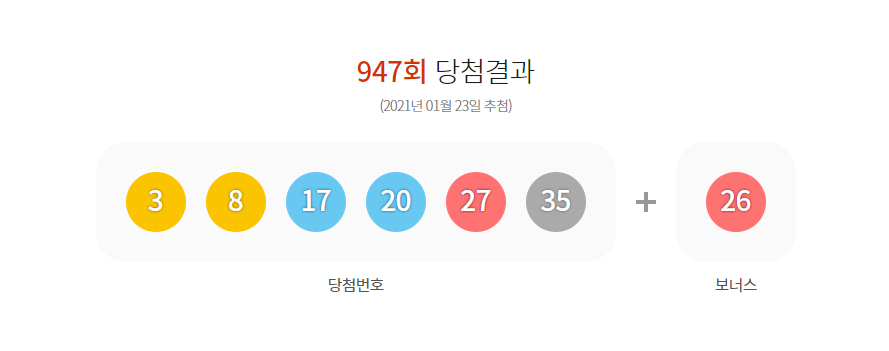 947회 당첨결과
(2021년 01월 23일 추첨)
3 8 17 20 27 35 + 26
당첨번호 보너스